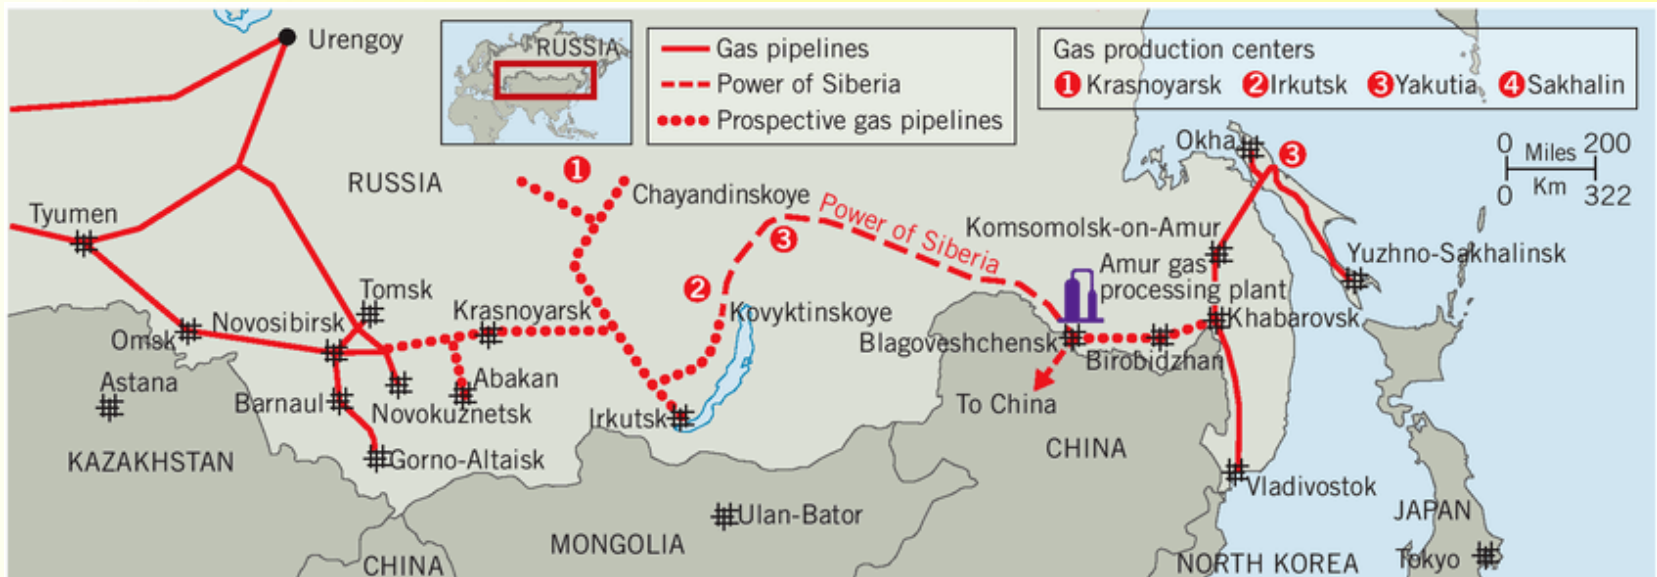 Urengoy
RUSSIA
Gas pipelines
Power of Siberia
Prospective gas pipelines
Gas production centers
1 Krasnoyarsk 2 Irkutsk 3 Yakutia 4 Sakhalin
Okha
3
0 Miles 200
0 Km 322
RUSSIA
1
Chayandinskoye
Power of Siberia
3
Tyumen
Komsomolsk-on-Amur
Yuzhno-Sakhalinsk
Amur gas
processing plant
2
Tomsk
Krasnoyarsk
Kovyktinskoye
Novosibirsk
Omsk
Khabarovsk
Blagoveshchensk
Birobidzhan
Astana
Abakan
Barnaul
Novokuznetsk
Irkutsk
To China
KAZAKHSTAN
Gorno-Altaisk
CHINA
Vladivostok
Ulan-Bator
JAPAN
MONGOLIA
CHINA
NORTH KOREA
Tokyo